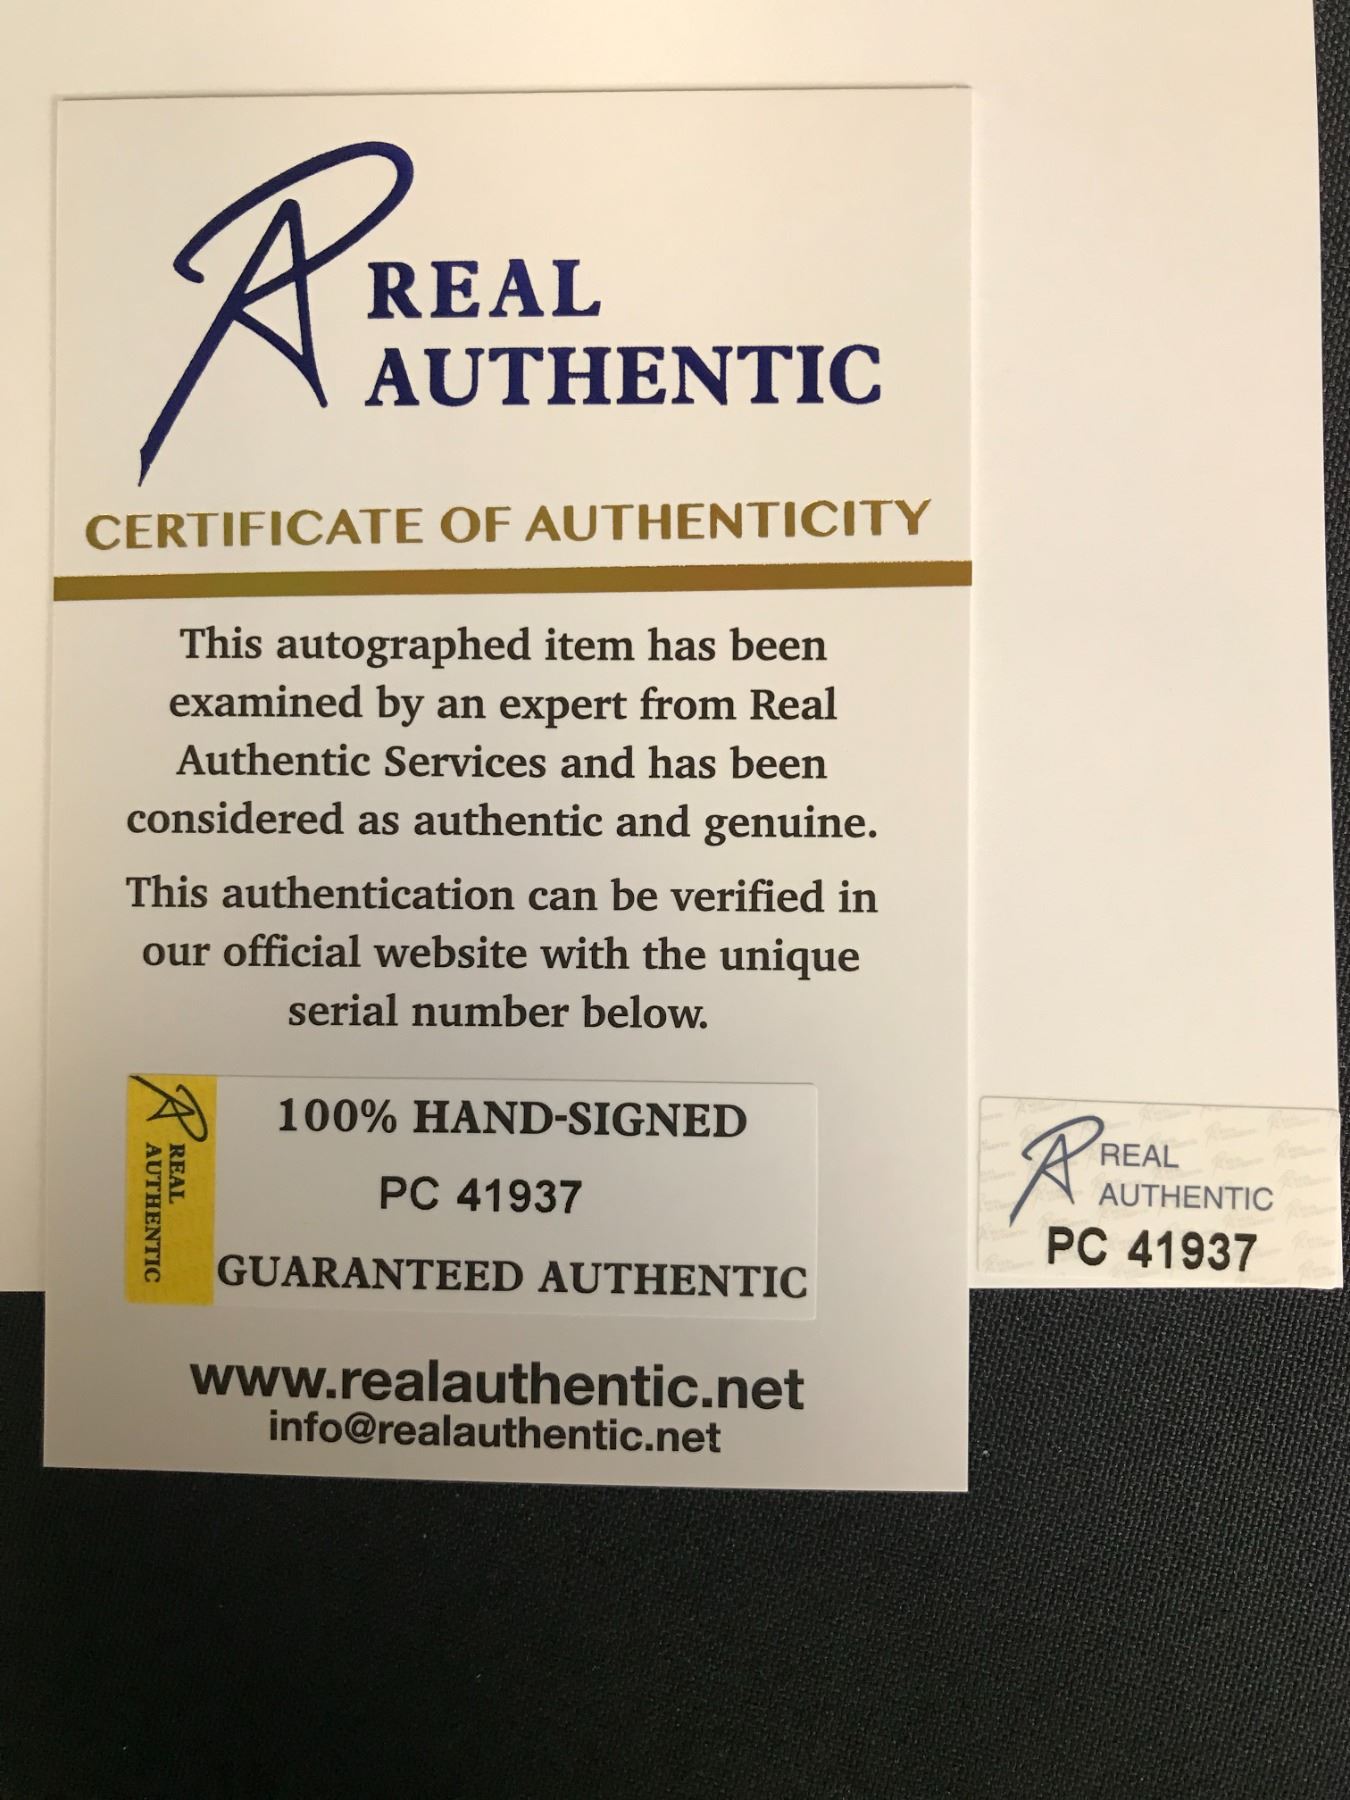 REAL
AUTHENTIC
CERTIFICATE OF AUTHENTICITY
This autographed item has been
examined by an expert from Real
Authentic Services and has been
considered as authentic and genuine.
This authentication can be verified in
our official website with the unique
serial number below.
REAL
AUTHENTIC
100% HAND-SIGNED
PC 41937
GUARANTEED AUTHENTIC
www.realauthentic.net
info@realauthentic.net
REAL
AUTHENTIC
PC 41937